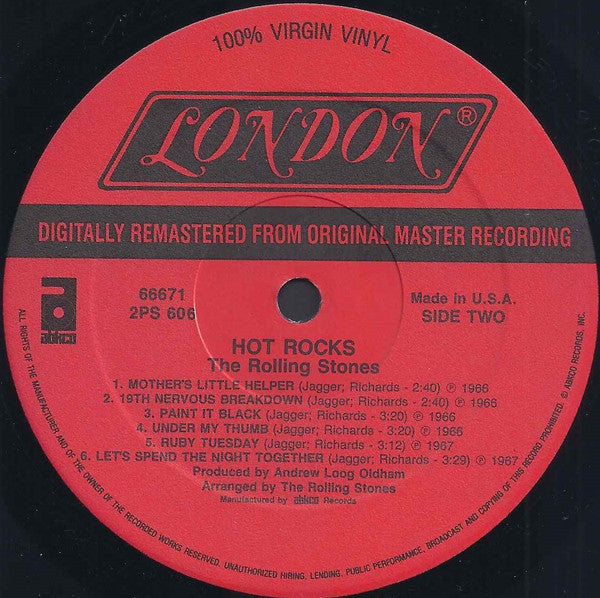 100% VIRGIN VINYL
LONDON®
DIGITALLY REMASTERED FROM ORIGINAL MASTER RECORDING
abkco
66671
2PS 606
Made in U.S.A.
SIDE TWO
HOT ROCKS
The Rolling Stones
1. MOTHER'S LITTLE HELPER (Jagger; Richards - 2:40) ℗ 1966
2. 19TH NERVOUS BREAKDOWN (Jagger; Richards - 2:40) ℗ 1966
3. PAINT IT BLACK (Jagger; Richards - 3:20) ℗ 1966
4. UNDER MY THUMB (Jagger; Richards - 3:20) ℗ 1966
5. RUBY TUESDAY (Jagger; Richards - 3:12) ℗ 1967
6. LET'S SPEND THE NIGHT TOGETHER (Jagger; Richards - 3:29) ℗ 1967
Produced by Andrew Loog Oldham
Arranged by The Rolling Stones
Manufactured by abkco Records
ALL RIGHTS OF THE MANUFACTURER AND OF THE OWNER OF THE RECORDED WORKS RESERVED. UNAUTHORIZED HIRING, LENDING, PUBLIC PERFORMANCE, BROADCAST AND COPYING OF THIS RECORD PROHIBITED. © ABKCO RECORDS, INC.